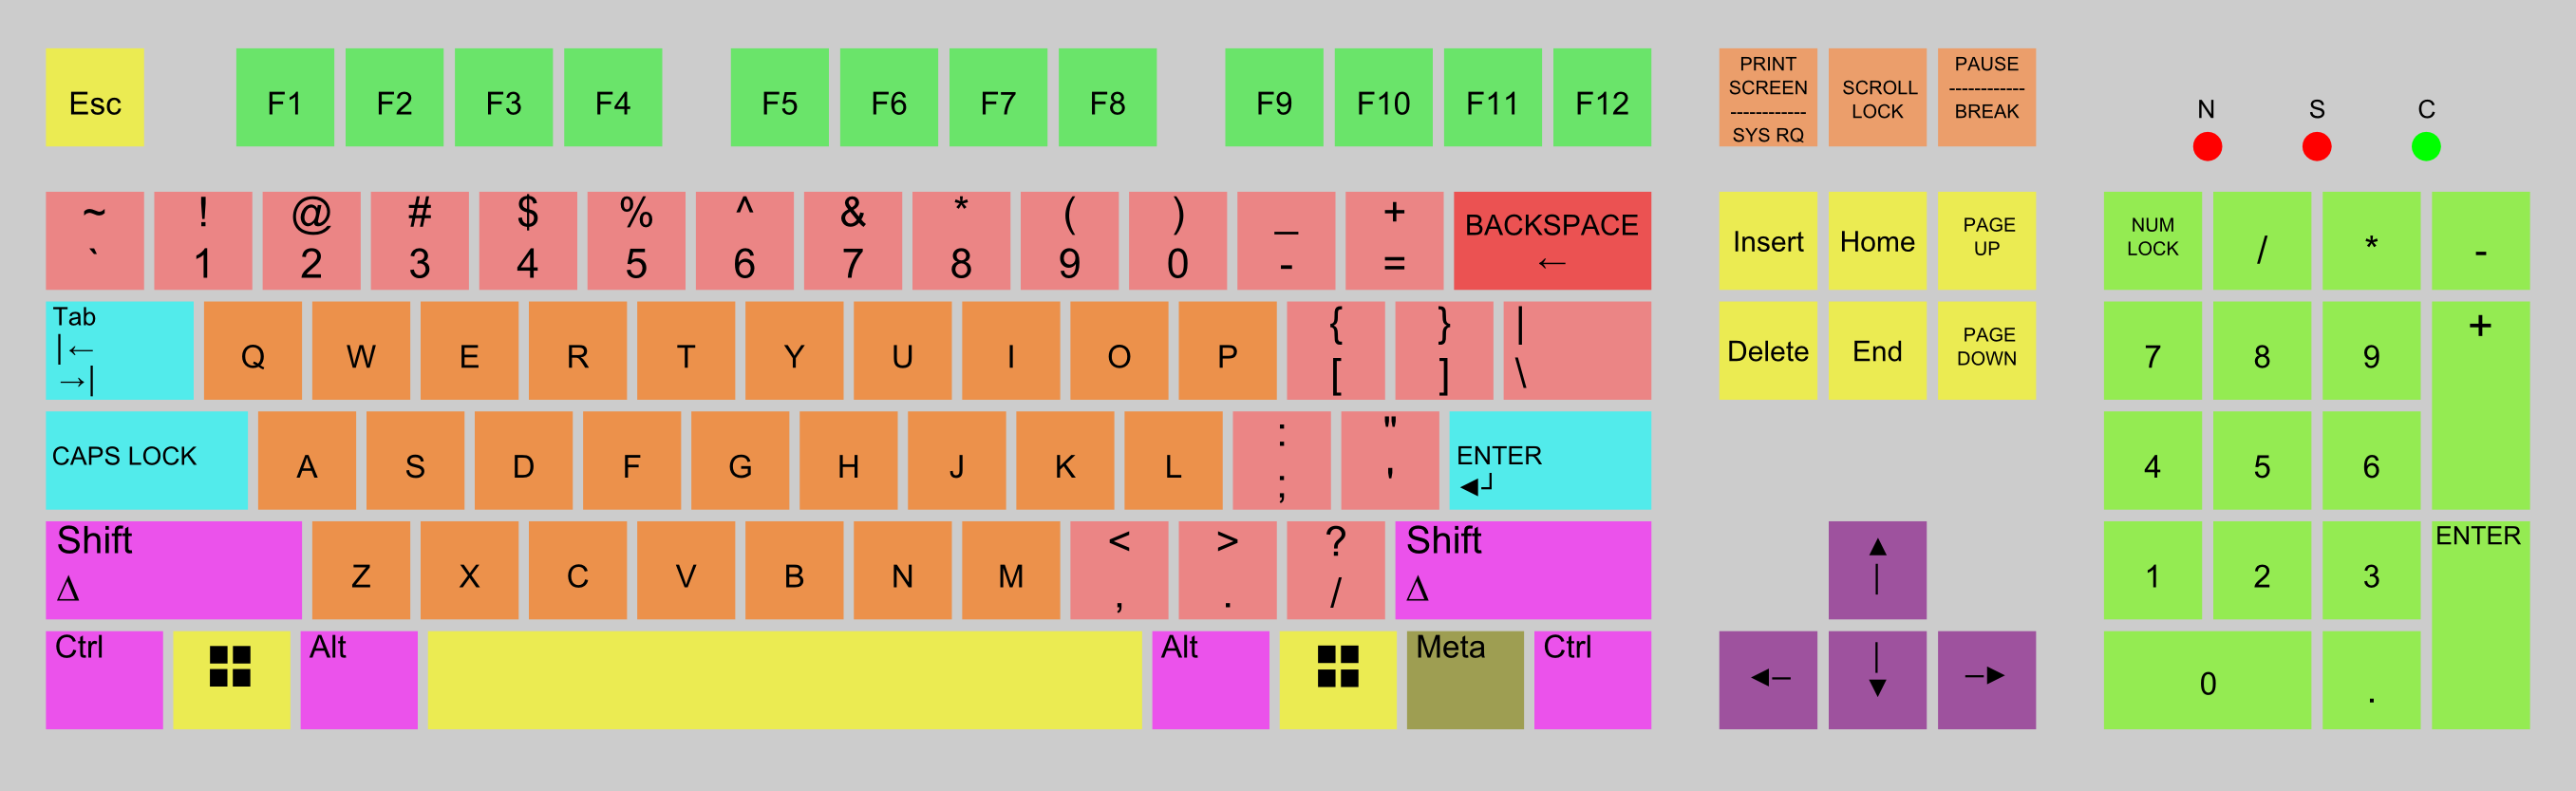 Esc F1 F2 F3 F4 F5 F6 F7 F8 F9 F10 F11 F12
PRINT
SCREEN
------------
SYS RQ
SCROLL
LOCK
PAUSE
------------
BREAK
N S C
~ ! @ # $ % ^ & * ( ) _ +
` 1 2 3 4 5 6 7 8 9 0 - =
BACKSPACE
←
Insert Home
PAGE
UP
NUM
LOCK
/ * -
Tab
|←
→|
Q W E R T Y U I O P
{ } |
[ ] \
Delete End
PAGE
DOWN
7 8 9 +
CAPS LOCK
A S D F G H J K L
: "
; '
ENTER
◄┘
4 5 6
Shift
Δ
Z X C V B N M
< > ?
, . /
Shift
Δ
▲
|
1 2 3
ENTER
Ctrl Alt Alt Meta Ctrl
◄–
|
▼
–►
0 .